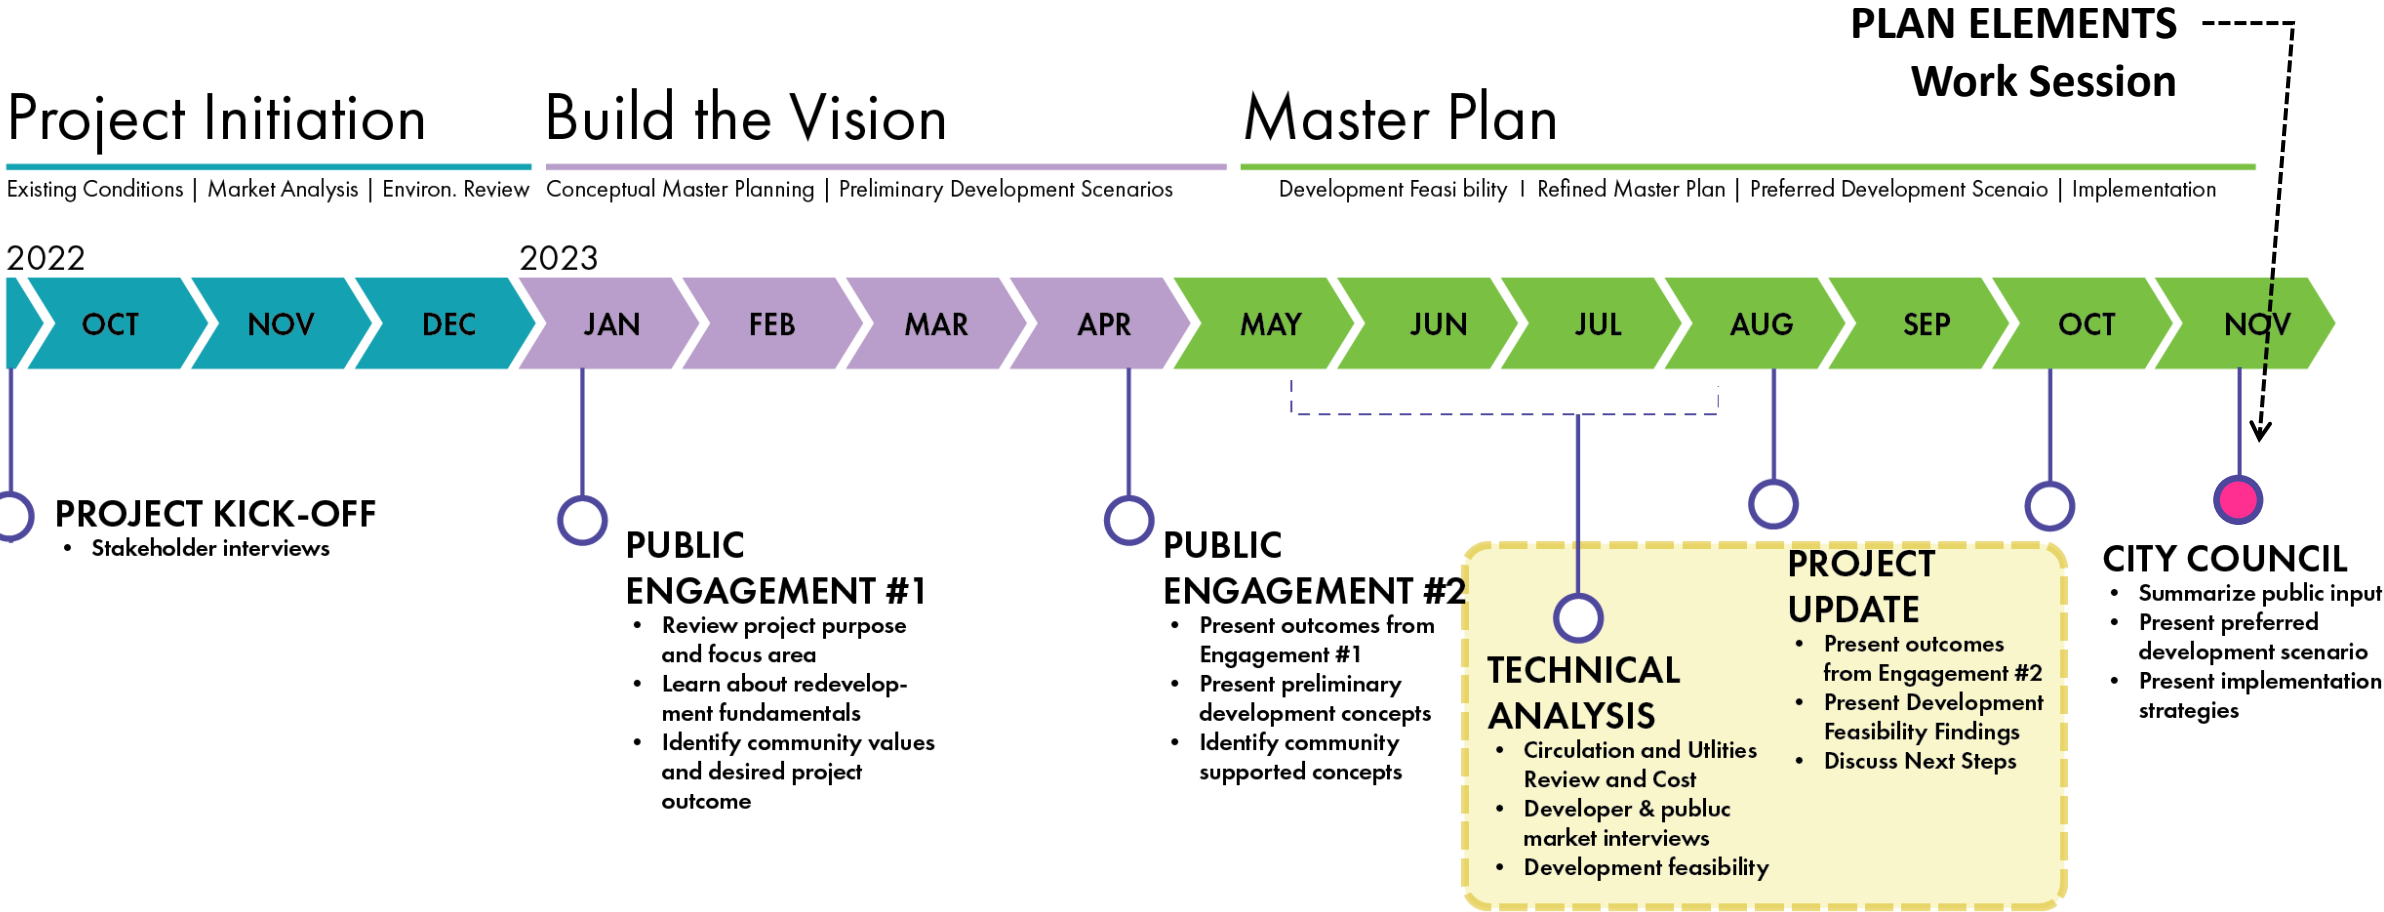 PLAN ELEMENTS
Work Session
Project Initiation
Build the Vision
Master Plan
Existing Conditions | Market Analysis | Environ. Review
Conceptual Master Planning | Preliminary Development Scenarios
Development Feasi bility I Refined Master Plan | Preferred Development Scenaio | Implementation
2022
2023
OCT
NOV
DEC
JAN
FEB
MAR
APR
MAY
JUN
JUL
AUG
SEP
OCT
NOV
PROJECT KICK-OFF
• Stakeholder interviews
PUBLIC
ENGAGEMENT #1
• Review project purpose
and focus area
• Learn about redevelop-
ment fundamentals
• Identify community values
and desired project
outcome
PUBLIC
ENGAGEMENT #2
• Present outcomes from
Engagement #1
• Present preliminary
development concepts
• Identify community
supported concepts
TECHNICAL
ANALYSIS
• Circulation and Utlities
Review and Cost
• Developer & publuc
market interviews
• Development feasibility
PROJECT
UPDATE
• Present outcomes
from Engagement #2
• Present Development
Feasibility Findings
• Discuss Next Steps
CITY COUNCIL
• Summarize public input
• Present preferred
development scenario
• Present implementation
strategies